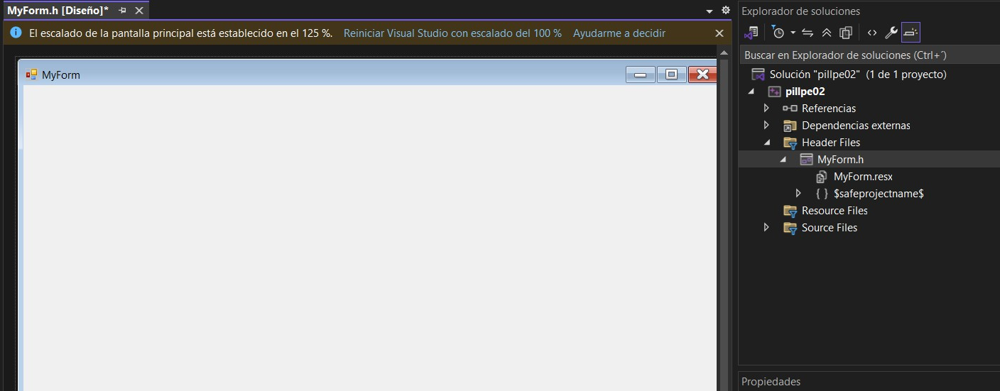 MyForm.h [Diseño]*
El escalado de la pantalla principal está establecido en el 125 %. Reiniciar Visual Studio con escalado del 100 % Ayudarme a decidir
MyForm
Explorador de soluciones
Buscar en Explorador de soluciones (Ctrl+´)
Solución "pillpe02" (1 de 1 proyecto)
pillpe02
Referencias
Dependencias externas
Header Files
MyForm.h
MyForm.resx
{ } $safeprojectname$
Resource Files
Source Files
Propiedades